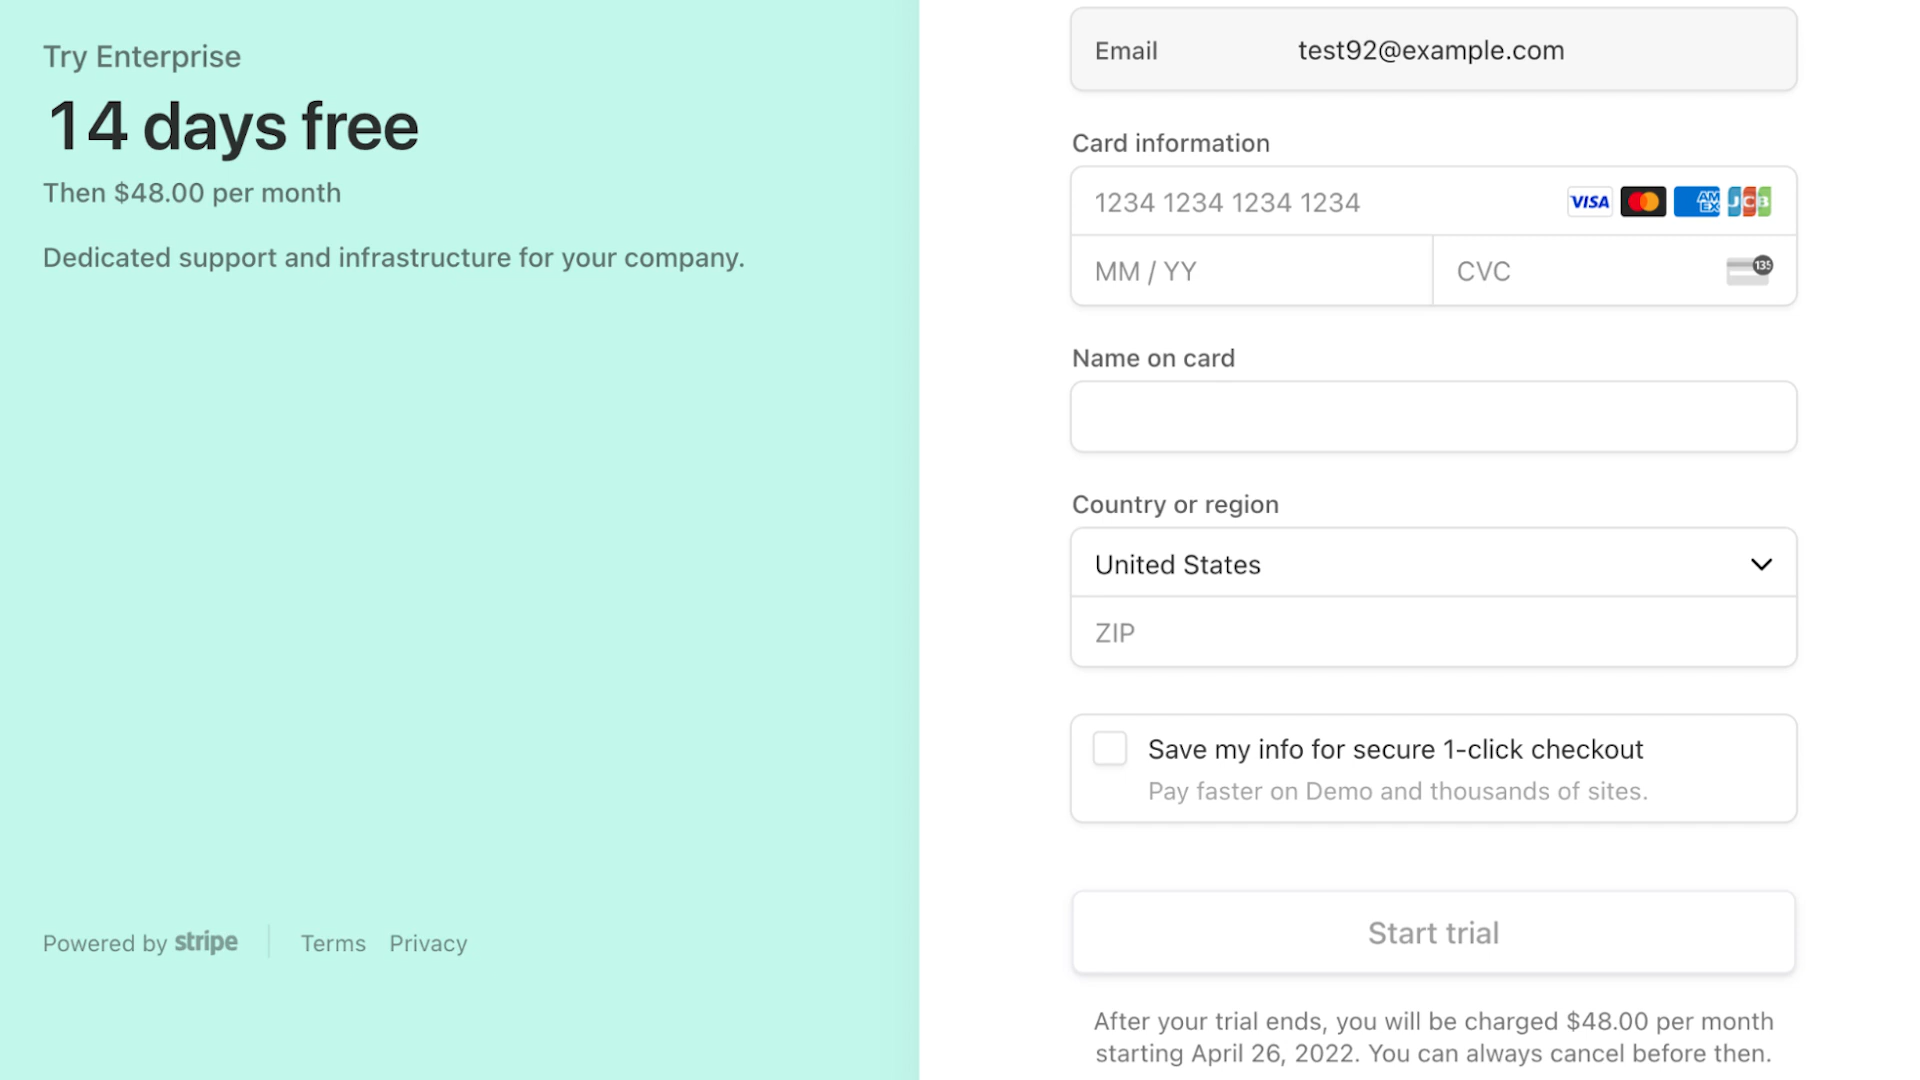 Try Enterprise
14 days free
Then $48.00 per month
Dedicated support and infrastructure for your company.
Powered by stripe
Terms Privacy
Email test92@example.com
Card information
1234 1234 1234 1234 VISA AM EX JCB
MM / YY CVC 135
Name on card
Country or region
United States
ZIP
Save my info for secure 1-click checkout
Pay faster on Demo and thousands of sites.
Start trial
After your trial ends, you will be charged $48.00 per month
starting April 26, 2022. You can always cancel before then.